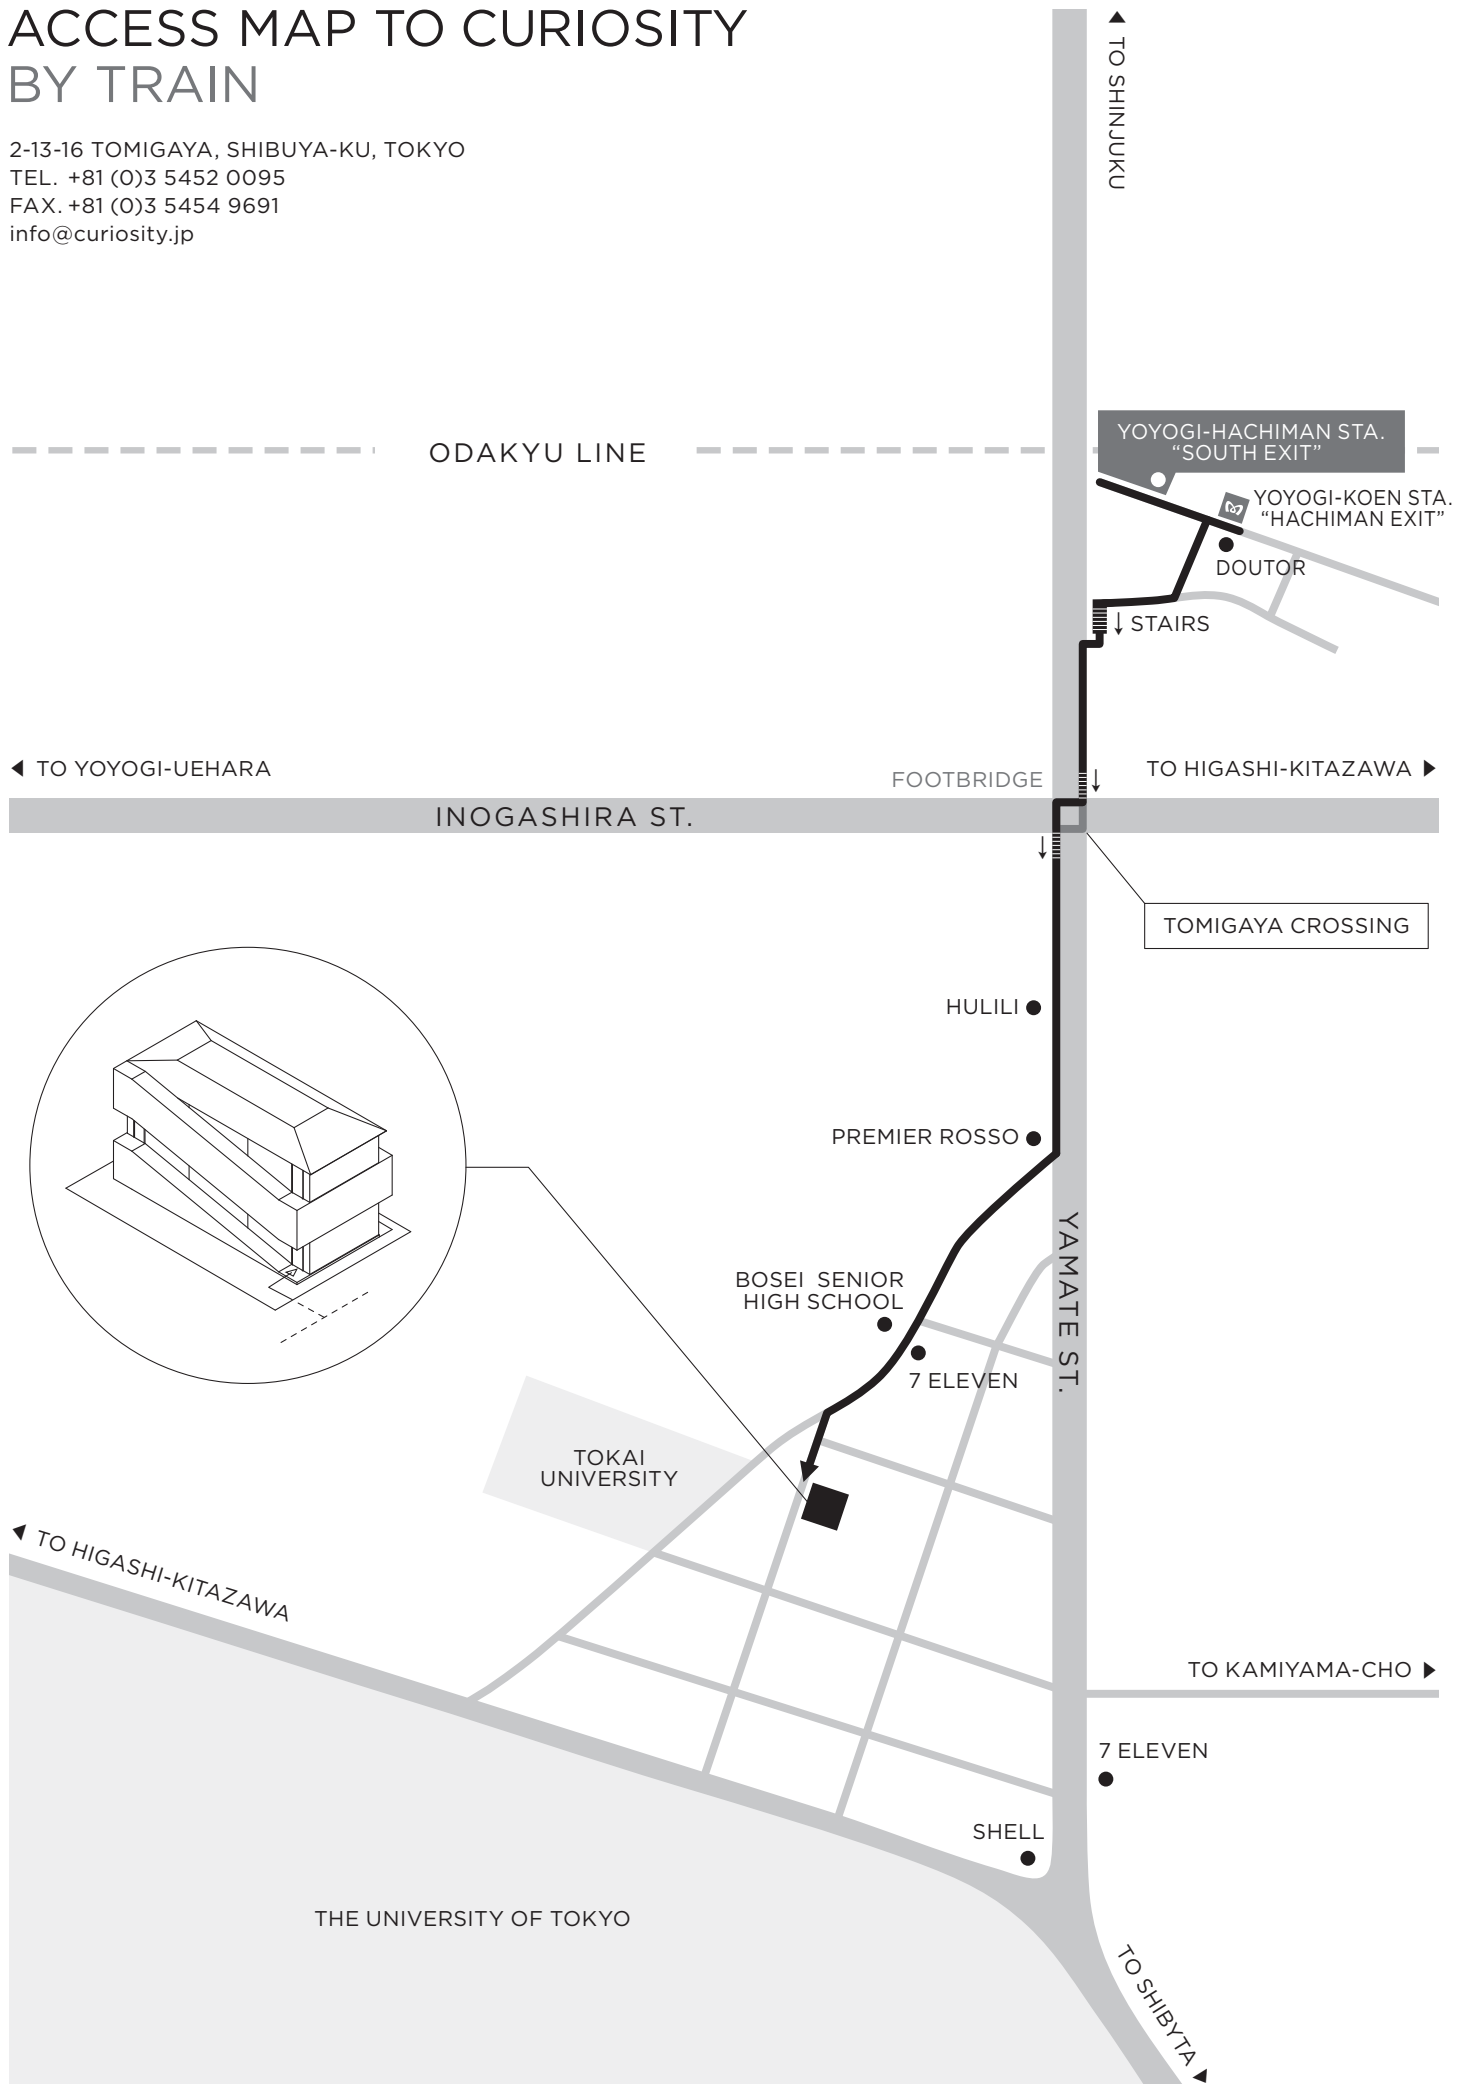 ACCESS MAP TO CURIOSITY
BY TRAIN
2-13-16 TOMIGAYA, SHIBUYA-KU, TOKYO
TEL. +81 (0)3 5452 0095
FAX. +81 (0)3 5454 9691
info@curiosity.jp
TO SHINJUKU
ODAKYU LINE
YOYOGI-HACHIMAN STA.
“SOUTH EXIT”
YOYOGI-KOEN STA.
“HACHIMAN EXIT”
DOUTOR
STAIRS
TO YOYOGI-UEHARA
FOOTBRIDGE
TO HIGASHI-KITAZAWA
INOGASHIRA ST.
TOMIGAYA CROSSING
HULILI
PREMIER ROSSO
YAMATE ST.
BOSEI SENIOR
HIGH SCHOOL
7 ELEVEN
TOKAI
UNIVERSITY
TO HIGASHI-KITAZAWA
TO KAMIYAMA-CHO
7 ELEVEN
SHELL
THE UNIVERSITY OF TOKYO
TO SHIBYTA